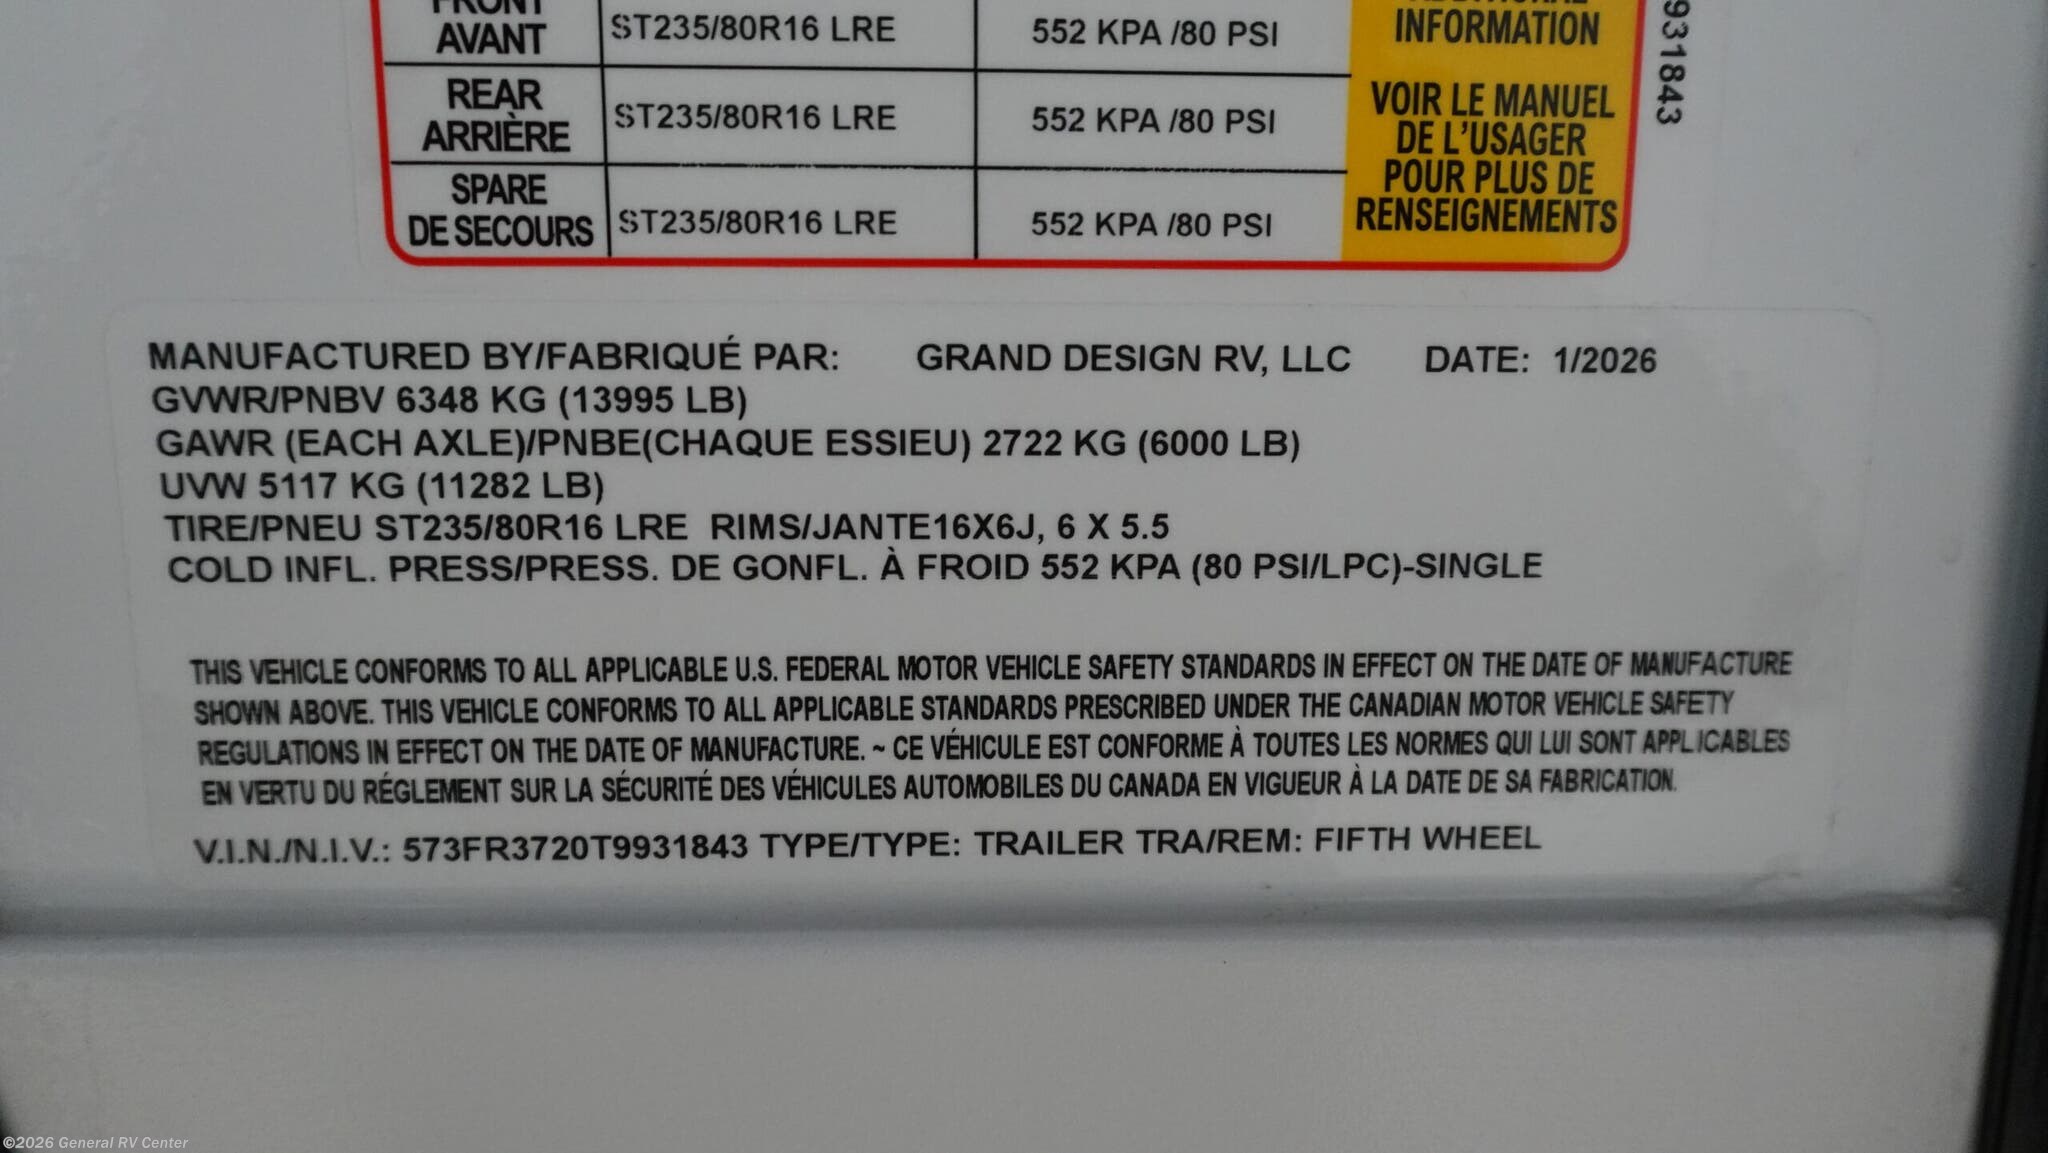 FRONT
AVANT
ST235/80R16 LRE
552 KPA /80 PSI
REAR
ARRIÈRE
ST235/80R16 LRE
552 KPA /80 PSI
SPARE
DE SECOURS
ST235/80R16 LRE
552 KPA /80 PSI
ADDITIONAL
INFORMATION
VOIR LE MANUEL
DE L'USAGER
POUR PLUS DE
RENSEIGNEMENTS
931843
MANUFACTURED BY/FABRIQUÉ PAR: GRAND DESIGN RV, LLC DATE: 1/2026
GVWR/PNBV 6348 KG (13995 LB)
GAWR (EACH AXLE)/PNBE(CHAQUE ESSIEU) 2722 KG (6000 LB)
UVW 5117 KG (11282 LB)
TIRE/PNEU ST235/80R16 LRE RIMS/JANTE16X6J, 6 X 5.5
COLD INFL. PRESS/PRESS. DE GONFL. À FROID 552 KPA (80 PSI/LPC)-SINGLE
THIS VEHICLE CONFORMS TO ALL APPLICABLE U.S. FEDERAL MOTOR VEHICLE SAFETY STANDARDS IN EFFECT ON THE DATE OF MANUFACTURE
SHOWN ABOVE. THIS VEHICLE CONFORMS TO ALL APPLICABLE STANDARDS PRESCRIBED UNDER THE CANADIAN MOTOR VEHICLE SAFETY
REGULATIONS IN EFFECT ON THE DATE OF MANUFACTURE. ~ CE VÉHICULE EST CONFORME À TOUTES LES NORMES QUI LUI SONT APPLICABLES
EN VERTU DU RÉGLEMENT SUR LA SÉCURITÉ DES VÉHICULES AUTOMOBILES DU CANADA EN VIGUEUR À LA DATE DE SA FABRICATION.
V.I.N./N.I.V.: 573FR3720T9931843 TYPE/TYPE: TRAILER TRA/REM: FIFTH WHEEL
©2026 General RV Center